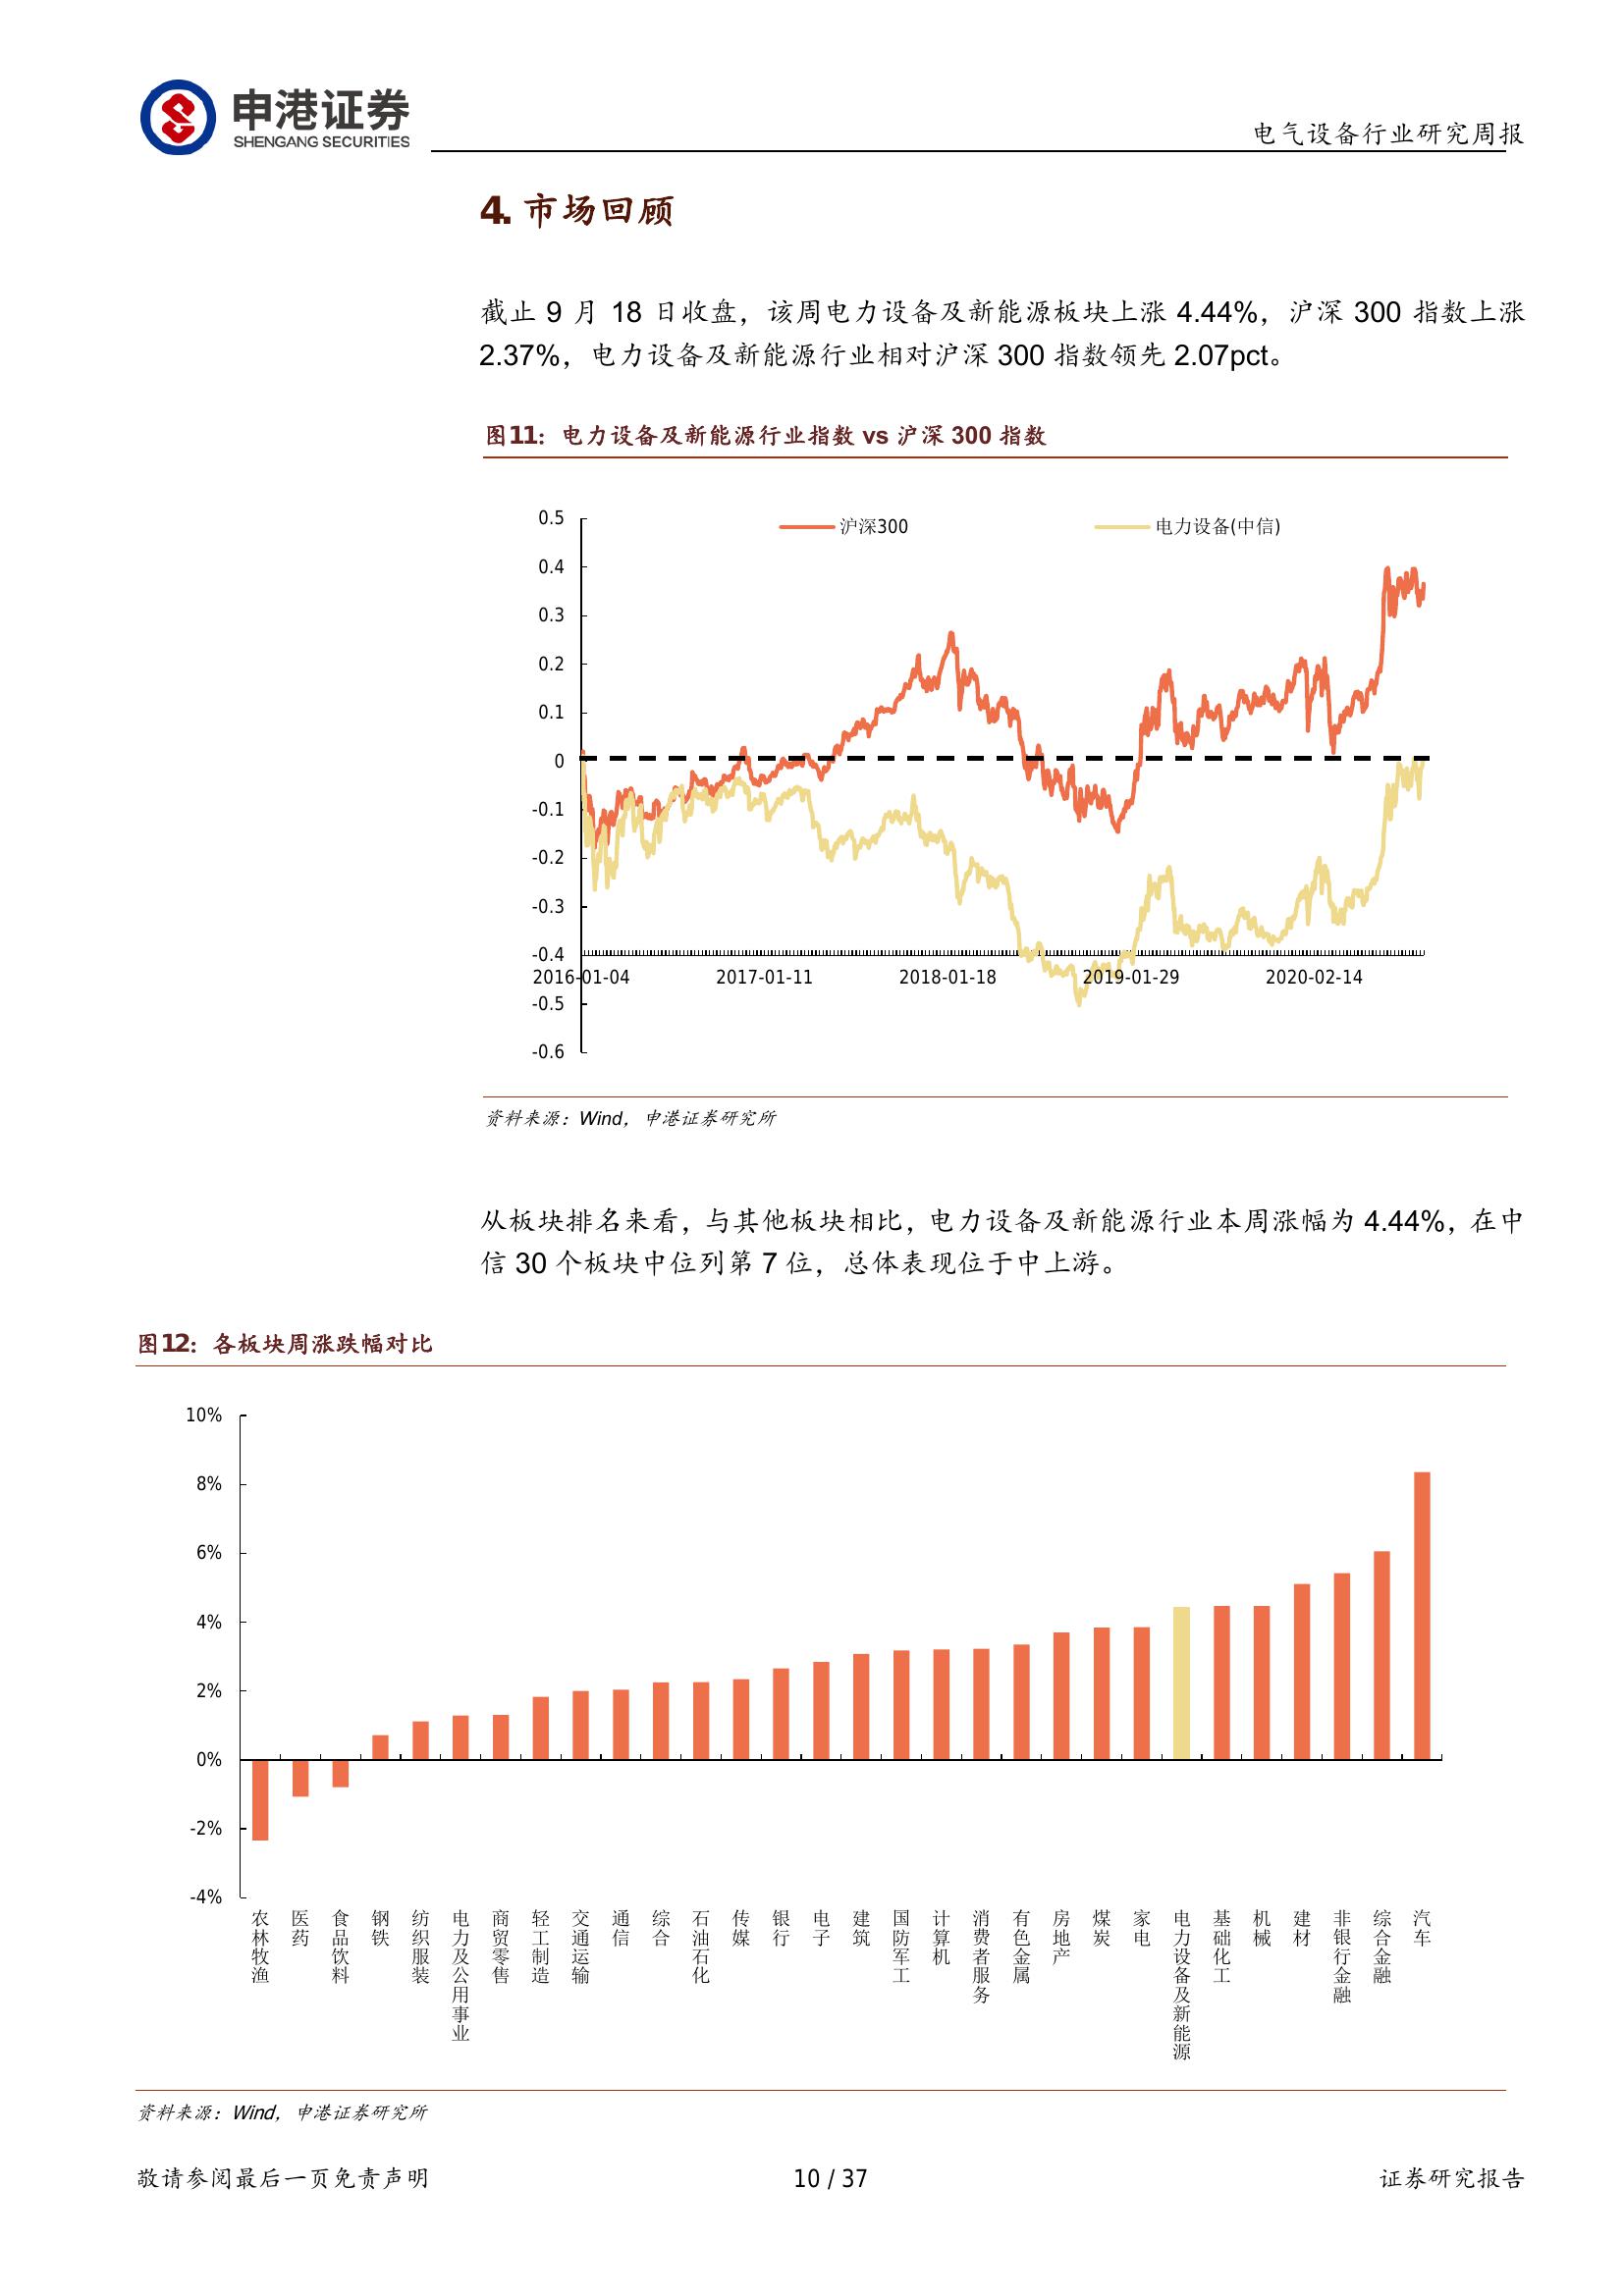 申港证券
SHENGANG SECURITIES
电气设备行业研究周报
4. 市场回顾
截止 9 月 18 日收盘，该周电力设备及新能源板块上涨 4.44%，沪深 300 指数上涨
2.37%，电力设备及新能源行业相对沪深 300 指数领先 2.07pct。
图11：电力设备及新能源行业指数 vs 沪深 300 指数
沪深300
电力设备(中信)
0.5
0.4
0.3
0.2
0.1
0
-0.1
-0.2
-0.3
-0.4
-0.5
-0.6
2016-01-04
2017-01-11
2018-01-18
2019-01-29
2020-02-14
资料来源：Wind，申港证券研究所
从板块排名来看，与其他板块相比，电力设备及新能源行业本周涨幅为 4.44%，在中
信 30 个板块中位列第 7 位，总体表现位于中上游。
图12：各板块周涨跌幅对比
10%
8%
6%
4%
2%
0%
-2%
-4%
农林牧渔
医药
食品饮料
钢铁
纺织服装
电力及公用事业
商贸零售
轻工制造
交通运输
通信
综合
石油石化
传媒
银行
电子
建筑
国防军工
计算机
消费者服务
有色金属
房地产
煤炭
家电
电力设备及新能源
基础化工
机械
建材
非银行金融
综合金融
汽车
资料来源：Wind，申港证券研究所
敬请参阅最后一页免责声明
10 / 37
证券研究报告